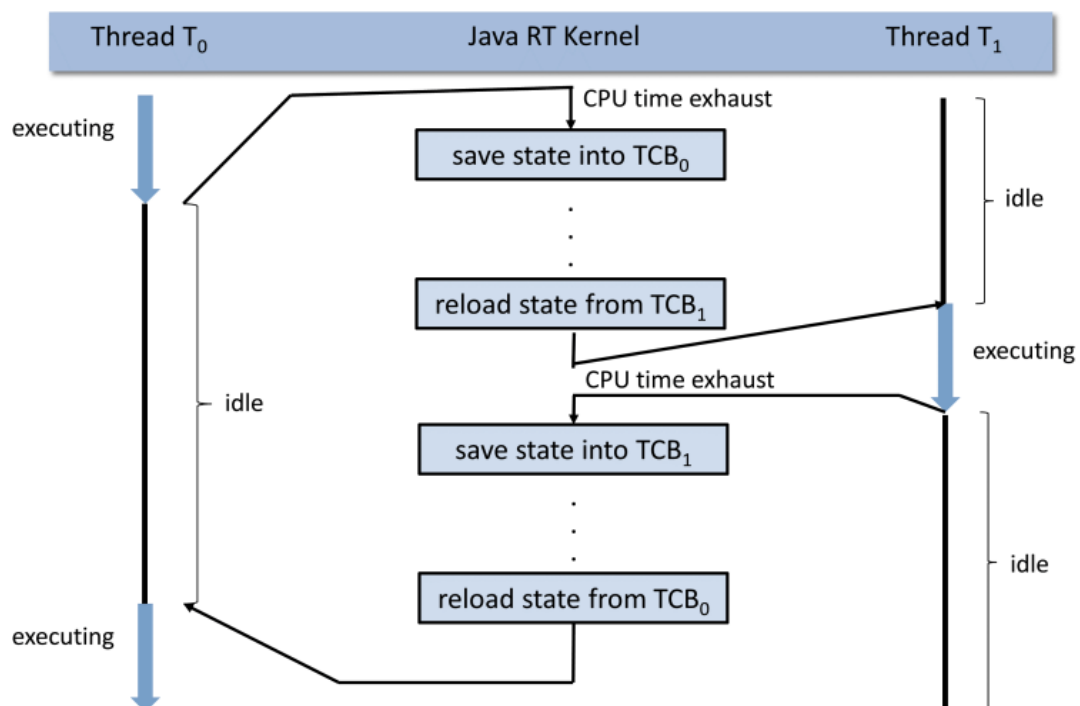 Thread T₀
Java RT Kernel
Thread T₁
CPU time exhaust
executing
save state into TCB₀
idle
reload state from TCB₁
executing
CPU time exhaust
idle
save state into TCB₁
idle
reload state from TCB₀
executing